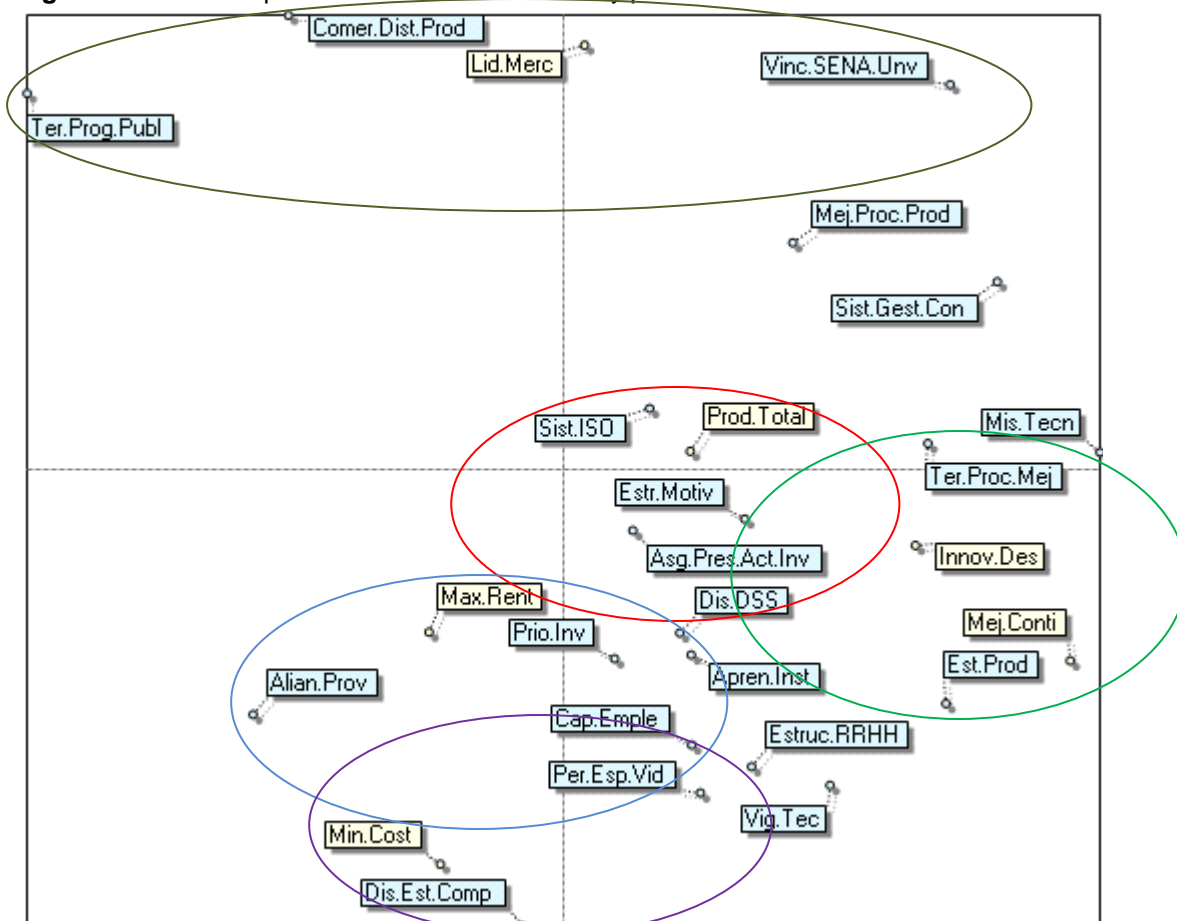 Comer.Dist.Prod
Lid.Merc
Vinc.SENA.Unv
Ter.Prog.Publ
Mej.Proc.Prod
Sist.Gest.Con
Sist.ISO
Prod.Total
Mis.Tecn
Ter.Proc.Mej
Estr.Motiv
Asg.Pres.Act.Inv
Innov.Des
Max.Rent
Dis.DSS
Prio.Inv
Mej.Conti
Est.Prod
Alian.Prov
Apren.Inst
Cap.Emple
Estruc.RRHH
Per.Esp.Vid
Vig.Tec
Min.Cost
Dis.Est.Comp